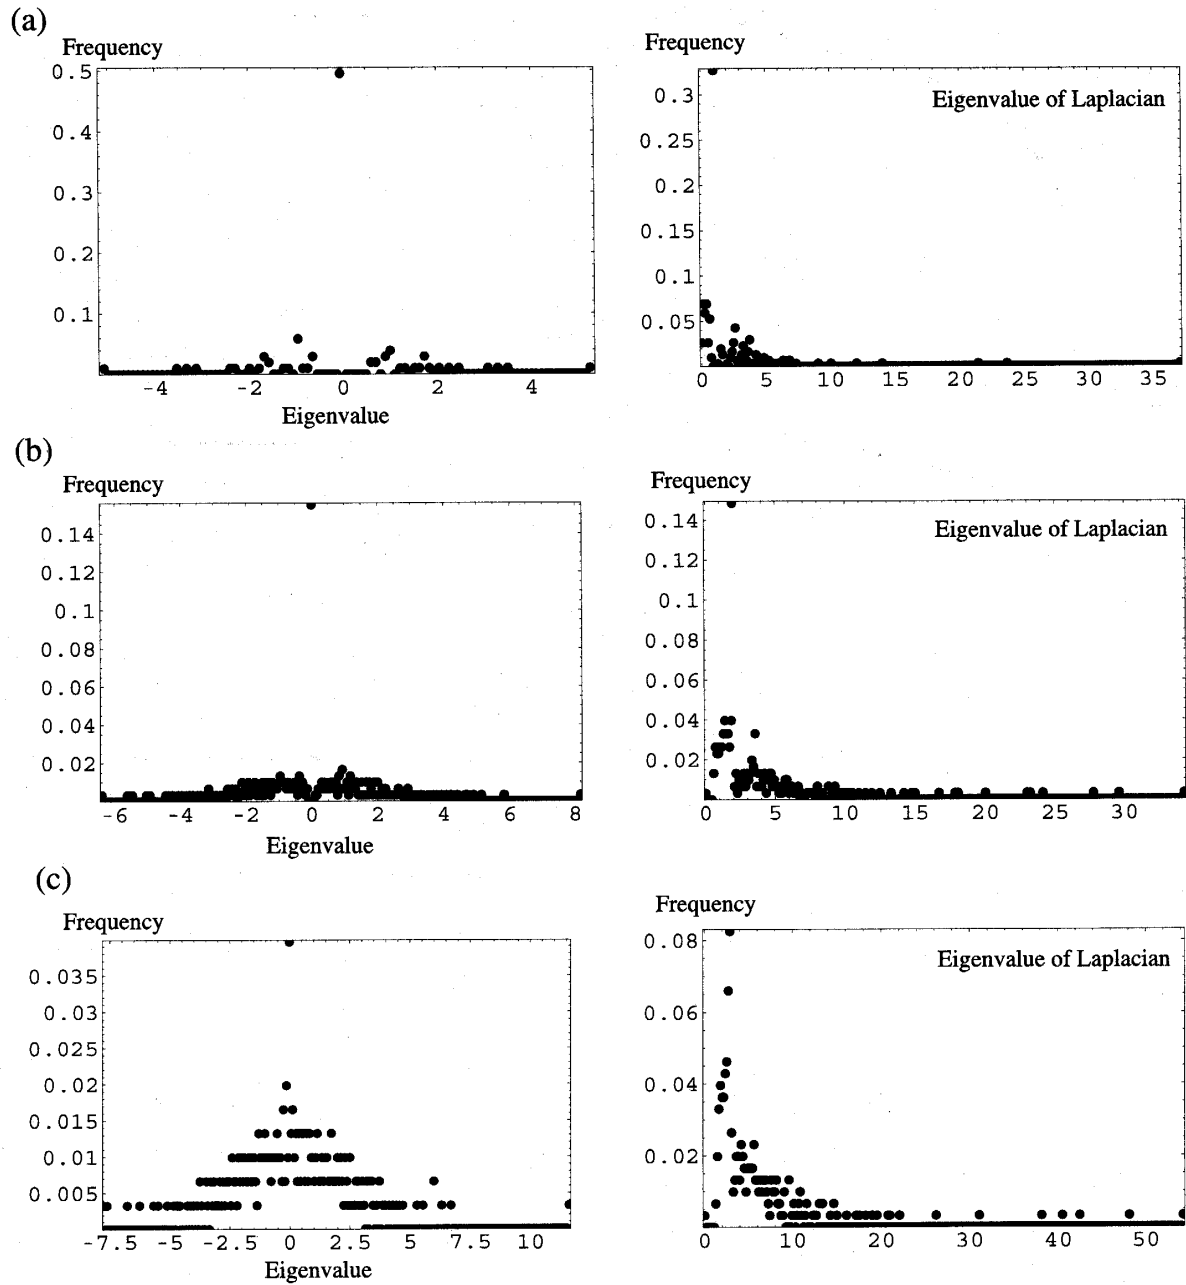 (a)
Frequency
0.5
0.4
0.3
0.2
0.1
-4 -2 0 2 4
Eigenvalue
Frequency
Eigenvalue of Laplacian
0.3
0.25
0.2
0.15
0.1
0.05
0 5 10 15 20 25 30 35
(b)
Frequency
0.14
0.12
0.1
0.08
0.06
0.04
0.02
-6 -4 -2 0 2 4 6 8
Eigenvalue
Frequency
Eigenvalue of Laplacian
0.14
0.12
0.1
0.08
0.06
0.04
0.02
0 5 10 15 20 25 30
(c)
Frequency
0.035
0.03
0.025
0.02
0.015
0.01
0.005
-7.5 -5 -2.5 0 2.5 5 7.5 10
Eigenvalue
Frequency
Eigenvalue of Laplacian
0.08
0.06
0.04
0.02
0 10 20 30 40 50